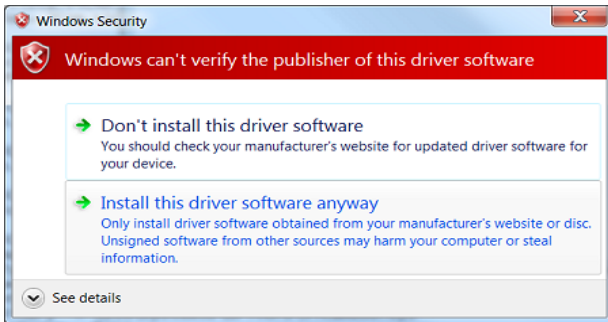 Windows Security
Windows can't verify the publisher of this driver software
Don't install this driver software
You should check your manufacturer's website for updated driver software for
your device.
Install this driver software anyway
Only install driver software obtained from your manufacturer's website or disc.
Unsigned software from other sources may harm your computer or steal
information.
See details